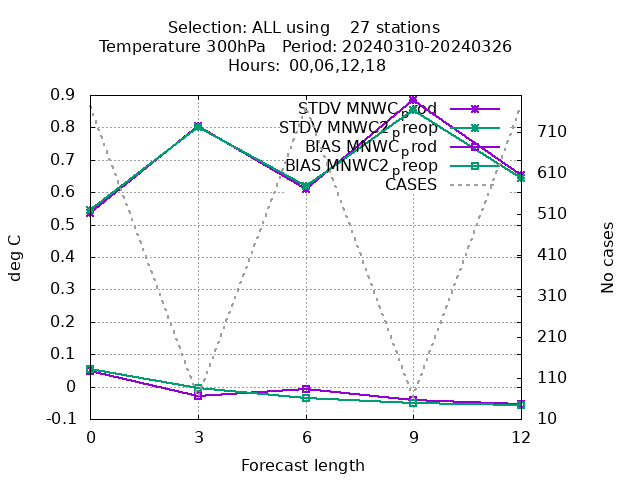 Selection: ALL using    27 stations
Temperature 300hPa   Period: 20240310-20240326
Hours:  00,06,12,18
STDV MNWC_prod
STDV MNWC2_preop
BIAS MNWC_prod
BIAS MNWC2_preop
CASES
0.9
0.8
0.7
0.6
0.5
0.4
0.3
0.2
0.1
0
-0.1
deg C
710
610
510
410
310
210
110
10
No cases
0 3 6 9 12
Forecast length